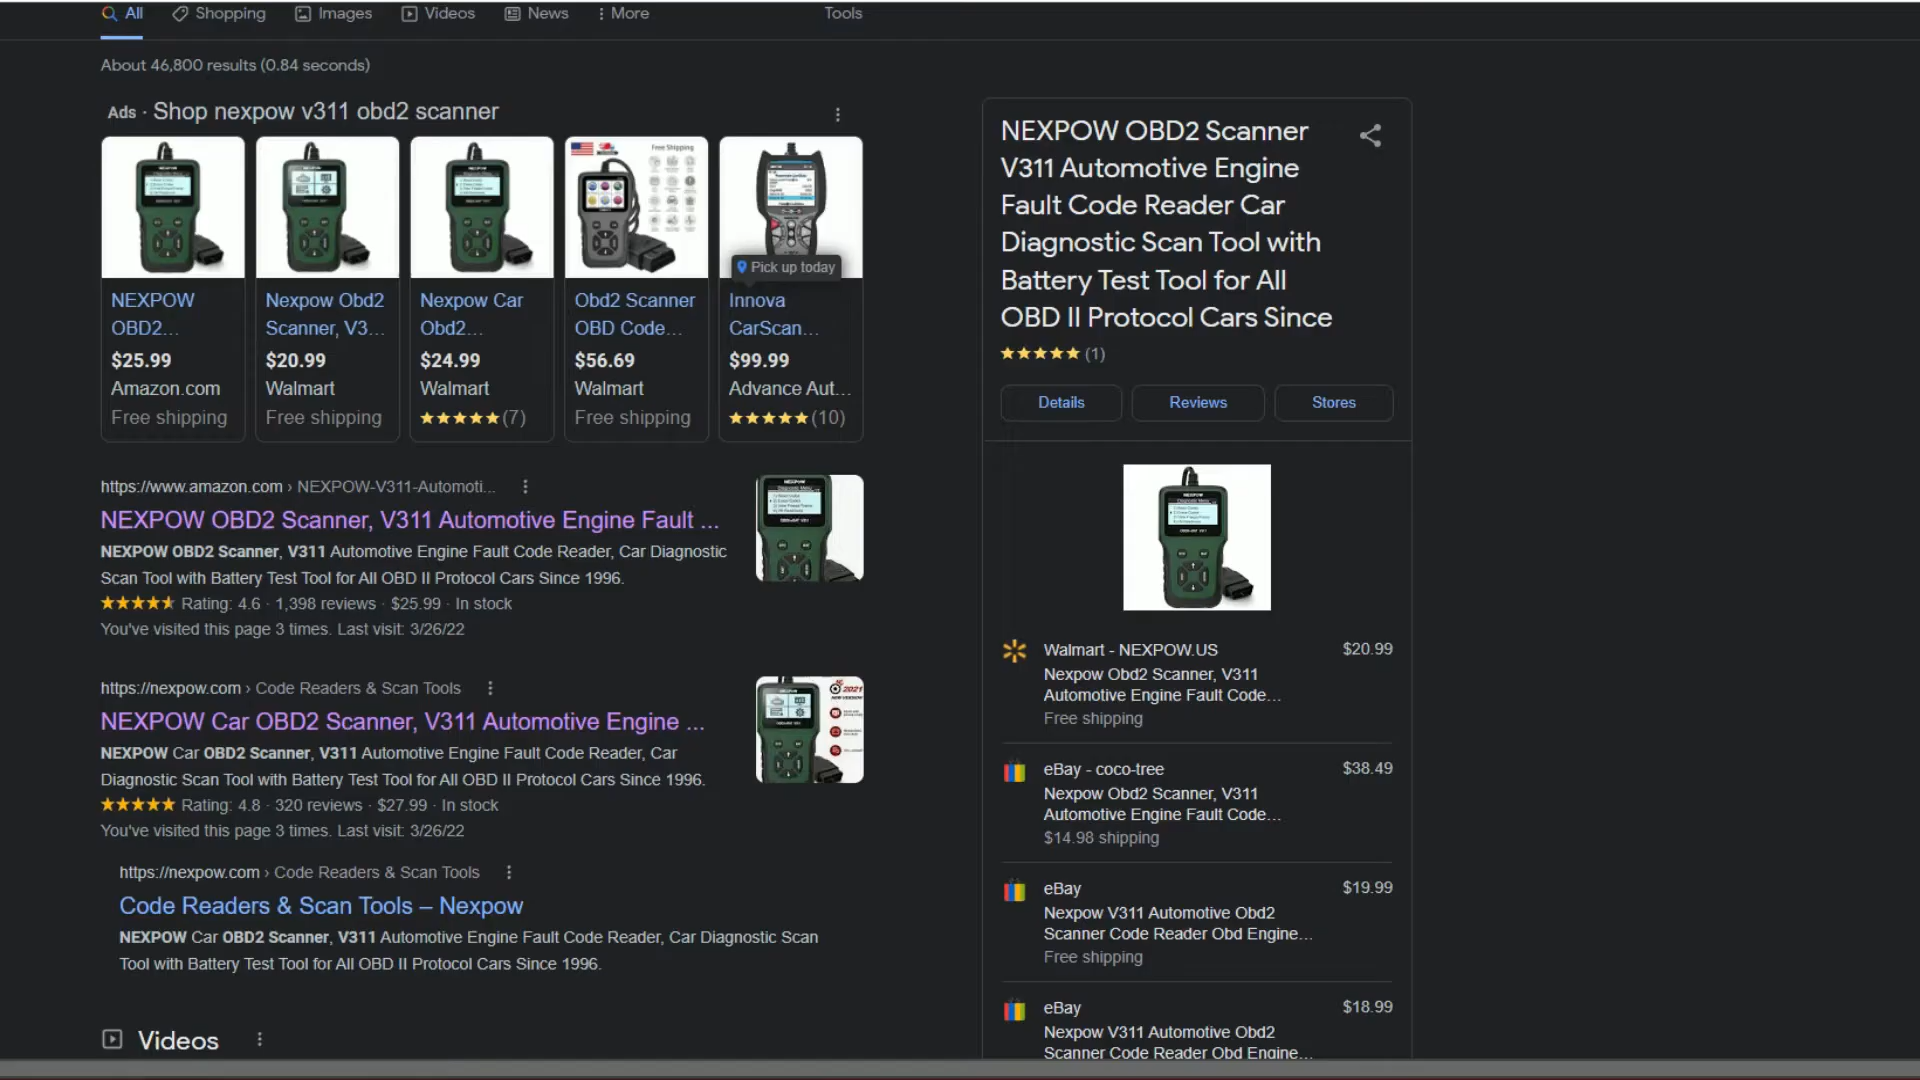 All
Shopping
Images
Videos
News
More
Tools
About 46,800 results (0.84 seconds)
Ads · Shop nexpow v311 obd2 scanner
Free Shipping
Pick up today
NEXPOW
OBD2...
$25.99
Amazon.com
Free shipping
Nexpow Obd2
Scanner, V3...
$20.99
Walmart
Free shipping
Nexpow Car
Obd2...
$24.99
Walmart
(7)
Obd2 Scanner
OBD Code...
$56.69
Walmart
Free shipping
Innova
CarScan...
$99.99
Advance Aut...
(10)
https://www.amazon.com › NEXPOW-V311-Automoti...
NEXPOW OBD2 Scanner, V311 Automotive Engine Fault ...
NEXPOW OBD2 Scanner, V311 Automotive Engine Fault Code Reader, Car Diagnostic
Scan Tool with Battery Test Tool for All OBD II Protocol Cars Since 1996.
Rating: 4.6 · 1,398 reviews · $25.99 · In stock
You've visited this page 3 times. Last visit: 3/26/22
https://nexpow.com › Code Readers & Scan Tools
NEXPOW Car OBD2 Scanner, V311 Automotive Engine ...
2021
NEXPOW Car OBD2 Scanner, V311 Automotive Engine Fault Code Reader, Car
Diagnostic Scan Tool with Battery Test Tool for All OBD II Protocol Cars Since 1996.
Rating: 4.8 · 320 reviews · $27.99 · In stock
You've visited this page 3 times. Last visit: 3/26/22
https://nexpow.com › Code Readers & Scan Tools
Code Readers & Scan Tools – Nexpow
NEXPOW Car OBD2 Scanner, V311 Automotive Engine Fault Code Reader, Car Diagnostic Scan
Tool with Battery Test Tool for All OBD II Protocol Cars Since 1996.
Videos
NEXPOW OBD2 Scanner
V311 Automotive Engine
Fault Code Reader Car
Diagnostic Scan Tool with
Battery Test Tool for All
OBD II Protocol Cars Since
(1)
Details
Reviews
Stores
Walmart - NEXPOW.US
$20.99
Nexpow Obd2 Scanner, V311
Automotive Engine Fault Code...
Free shipping
eBay - coco-tree
$38.49
Nexpow Obd2 Scanner, V311
Automotive Engine Fault Code...
$14.98 shipping
eBay
$19.99
Nexpow V311 Automotive Obd2
Scanner Code Reader Obd Engine...
Free shipping
eBay
$18.99
Nexpow V311 Automotive Obd2
Scanner Code Reader Obd Engine...